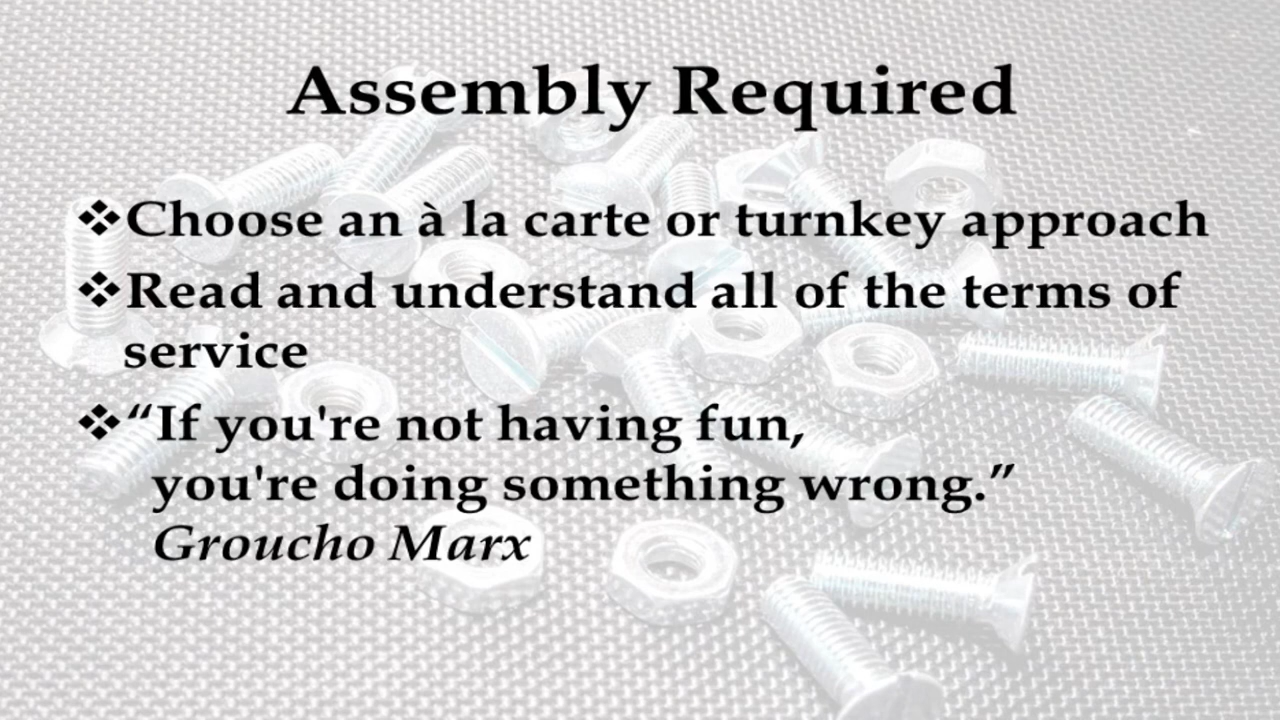 Assembly Required
❖Choose an à la carte or turnkey approach
❖Read and understand all of the terms of
service
❖“If you're not having fun,
you're doing something wrong.”
Groucho Marx